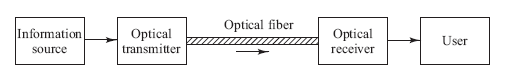 Information
source
Optical
transmitter
Optical fiber
Optical
receiver
User